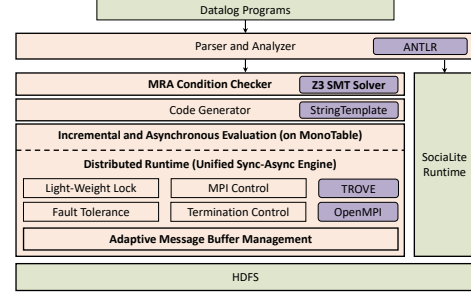 Datalog Programs
Parser and Analyzer ANTLR
MRA Condition Checker Z3 SMT Solver
Code Generator StringTemplate
Incremental and Asynchronous Evaluation (on MonoTable)
Distributed Runtime (Unified Sync-Async Engine)
SociaLite
Runtime
Light-Weight Lock MPI Control TROVE
Fault Tolerance Termination Control OpenMPI
Adaptive Message Buffer Management
HDFS